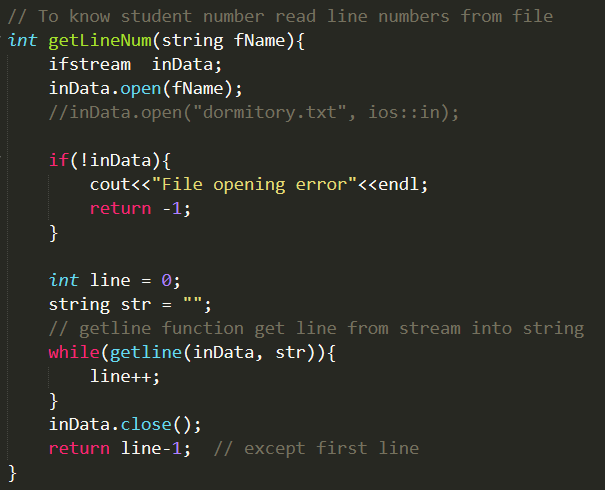 // To know student number read line numbers from file
int getLineNum(string fName){
    ifstream  inData;
    inData.open(fName);
    //inData.open("dormitory.txt", ios::in);

    if(!inData){
        cout<<"File opening error"<<endl;
        return -1;
    }

    int line = 0;
    string str = "";
    // getline function get line from stream into string
    while(getline(inData, str)){
        line++;
    }
    inData.close();
    return line-1;  // except first line
}